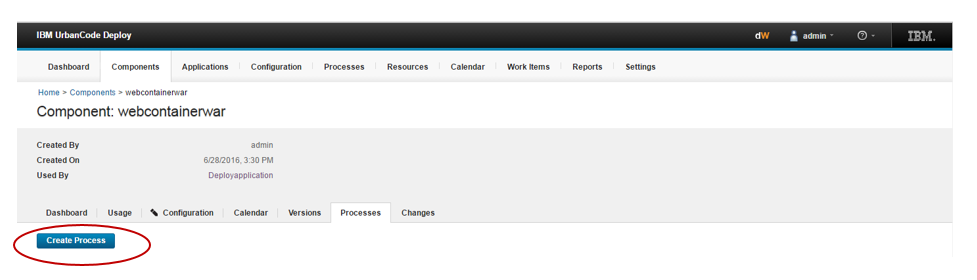 IBM UrbanCode Deploy dW admin IBM.
Dashboard Components Applications Configuration Processes Resources Calendar Work Items Reports Settings
Home > Components > webcontainerwar
Component: webcontainerwar
Created By admin
Created On 6/28/2016, 3:30 PM
Used By Deployapplication
Dashboard Usage Configuration Calendar Versions Processes Changes
Create Process